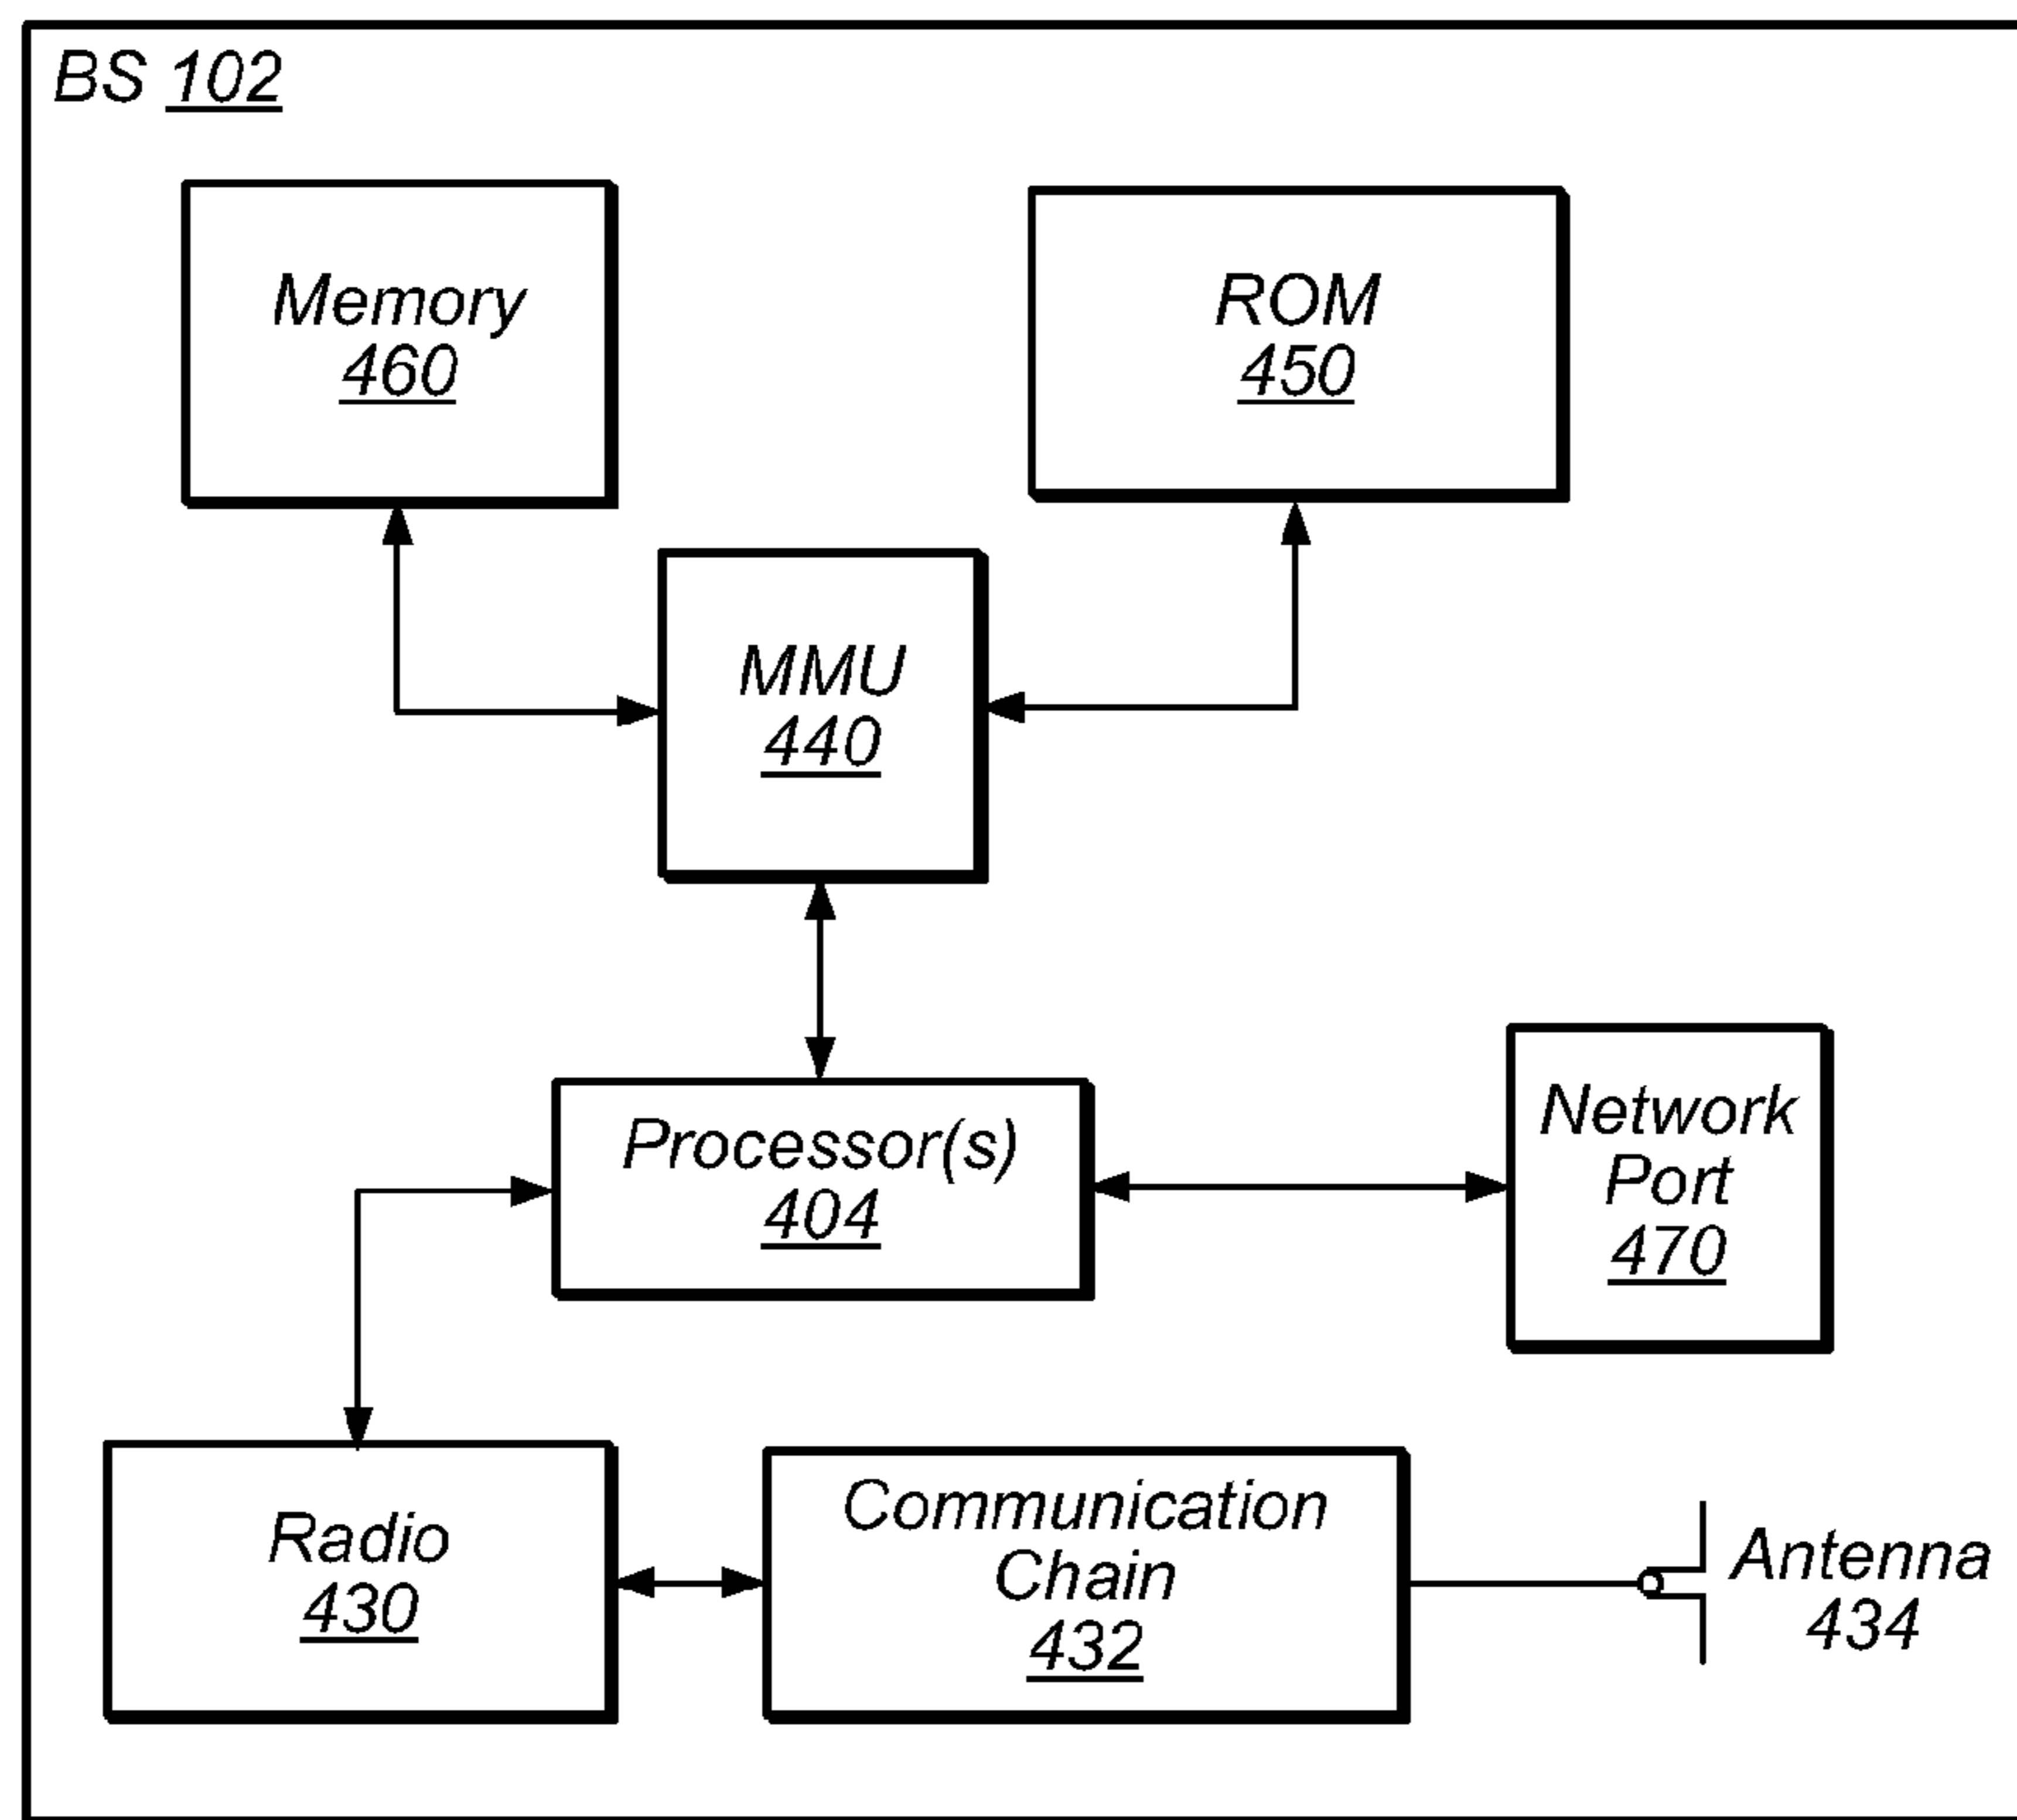 BS 102
Memory
460
ROM
450
MMU
440
Processor(s)
404
Network
Port
470
Radio
430
Communication
Chain
432
Antenna
434